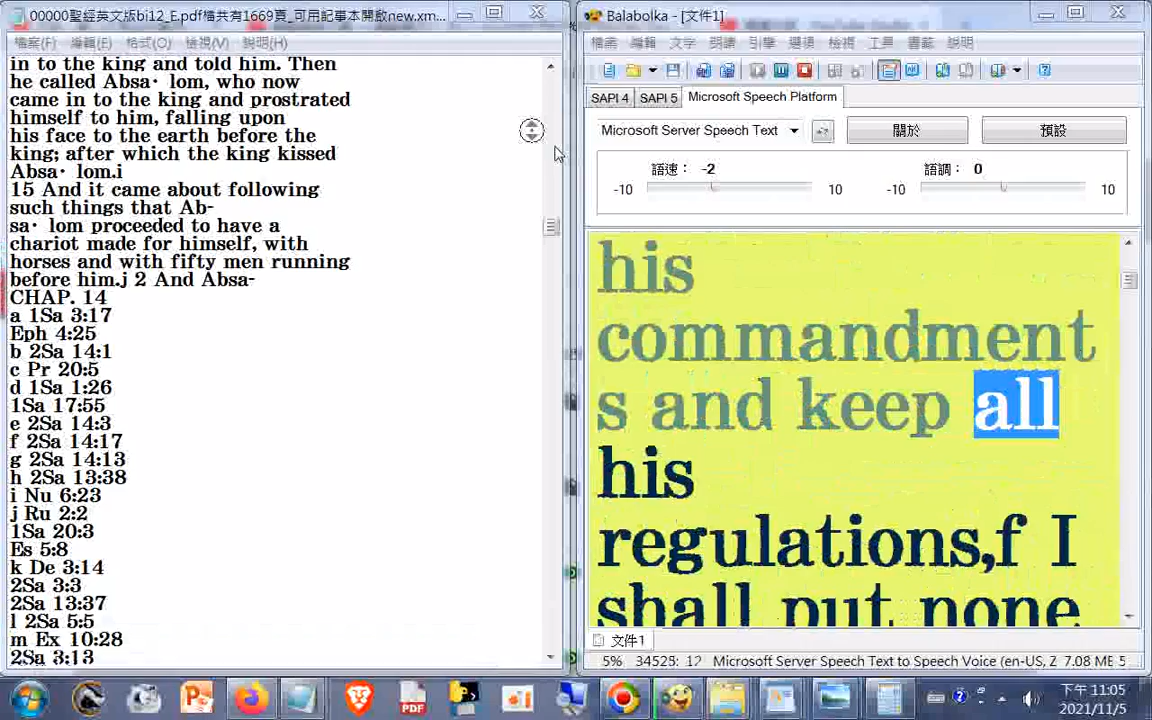 00000聖經英文版bi12_E.pdf檔共有1669頁_可用記事本開啟new.xm...
檔案(F) 編輯(E) 格式(O) 檢視(V) 說明(H)
in to the king and told him. Then
he called Absa· lom, who now
came in to the king and prostrated
himself to him, falling upon
his face to the earth before the
king; after which the king kissed
Absa· lom.i
15 And it came about following
such things that Ab-
sa· lom proceeded to have a
chariot made for himself, with
horses and with fifty men running
before him.j 2 And Absa-
CHAP. 14
a 1Sa 3:17
Eph 4:25
b 2Sa 14:1
c Pr 20:5
d 1Sa 1:26
1Sa 17:55
e 2Sa 14:3
f 2Sa 14:17
g 2Sa 14:13
h 2Sa 13:38
i Nu 6:23
j Ru 2:2
1Sa 20:3
Es 5:8
k De 3:14
2Sa 3:3
2Sa 13:37
l 2Sa 5:5
m Ex 10:28
2Sa 3:13
Balabolka - [文件1]
檔案 編輯 文字 朗讀 引擎 選項 檢視 工具 書籤 說明
SAPI 4 SAPI 5 Microsoft Speech Platform
Microsoft Server Speech Text 關於 預設
語速： -2 語調： 0
-10 10 -10 10
his
commandment
s and keep all
his
regulations,f I
shall put none
文件1
5% 34528: 12 Microsoft Server Speech Text to Speech Voice (en-US, Z 7.08 MB 5
PDF
下午 11:05
2021/11/5